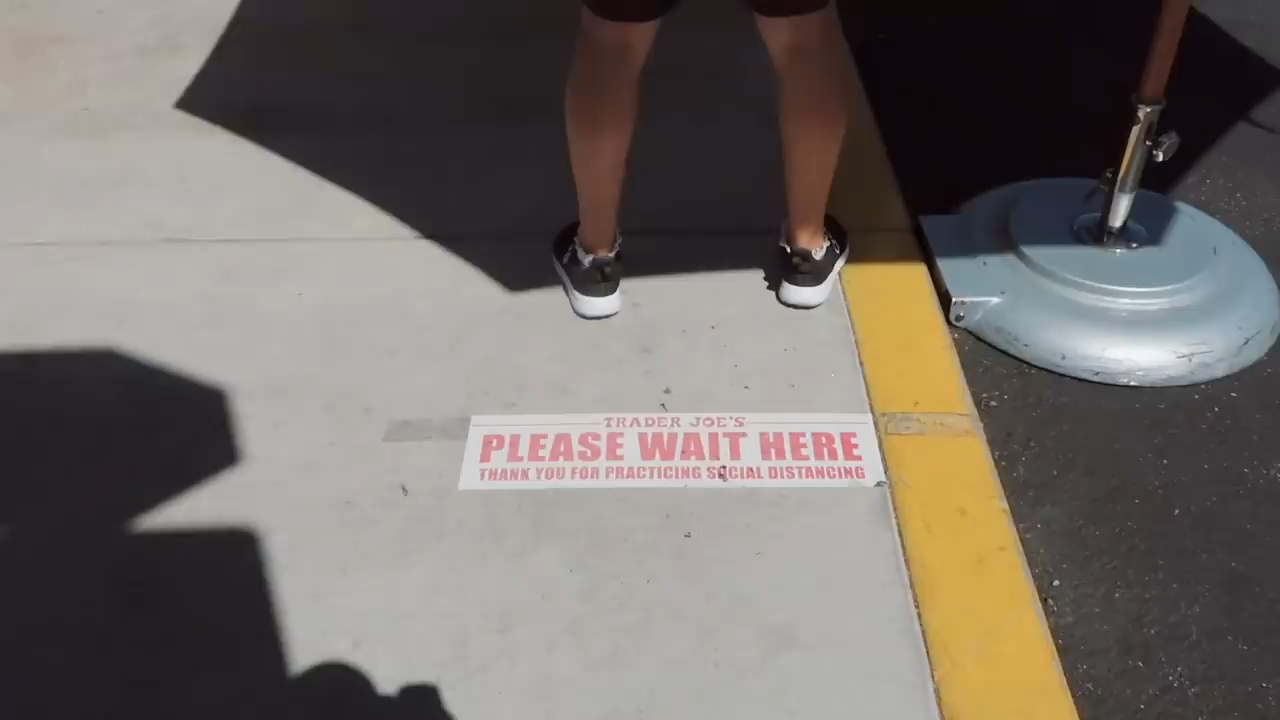 TRADER JOE'S
PLEASE WAIT HERE
THANK YOU FOR PRACTICING SOCIAL DISTANCING